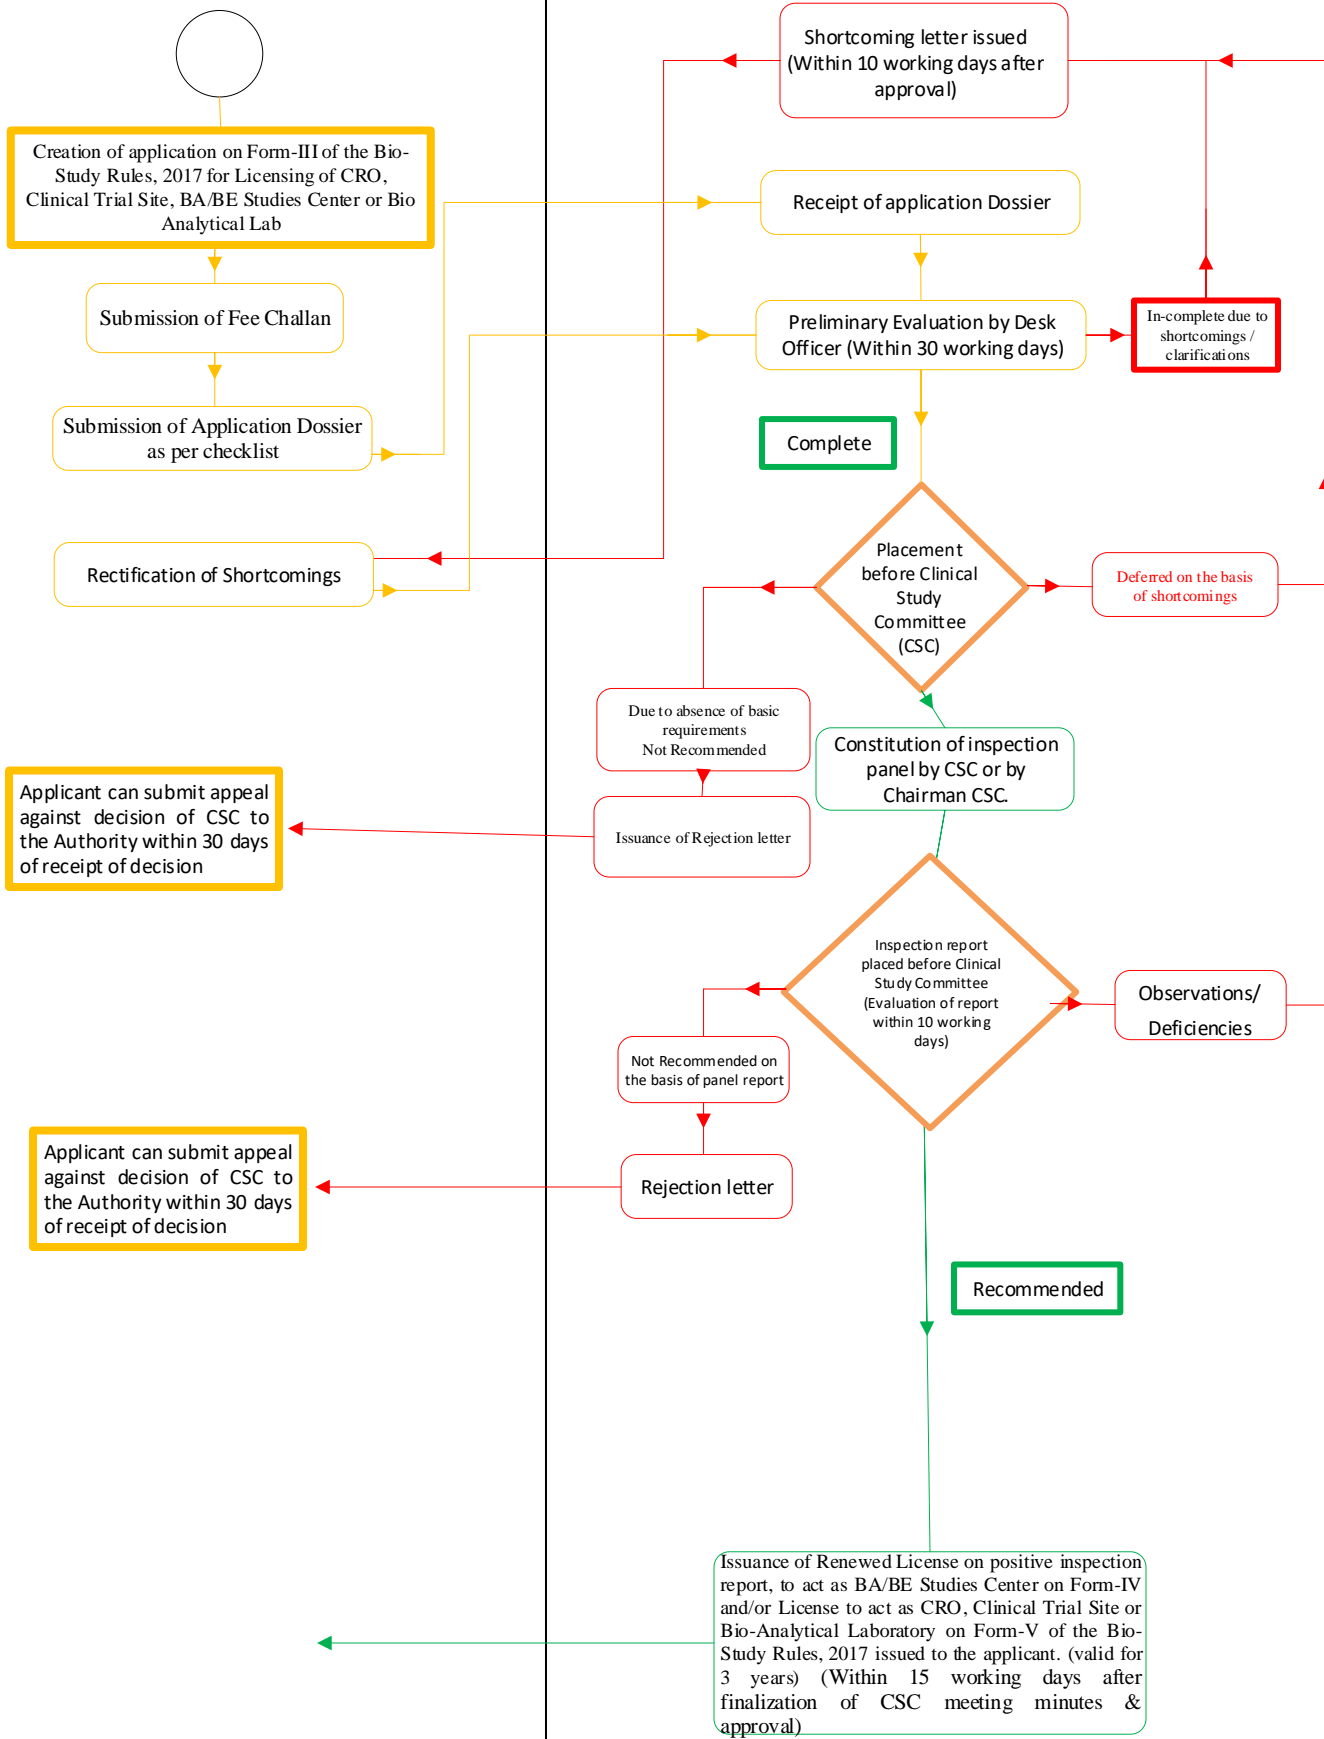 Shortcoming letter issued
(Within 10 working days after
approval)
Creation of application on Form-III of the Bio-
Study Rules, 2017 for Licensing of CRO,
Clinical Trial Site, BA/BE Studies Center or Bio
Analytical Lab
Receipt of application Dossier
Submission of Fee Challan
Preliminary Evaluation by Desk
Officer (Within 30 working days)
In-complete due to
shortcomings /
clarifications
Submission of Application Dossier
as per checklist
Complete
Rectification of Shortcomings
Placement
before Clinical
Study
Committee
(CSC)
Deferred on the basis
of shortcomings
Due to absence of basic
requirements
Not Recommended
Constitution of inspection
panel by CSC or by
Chairman CSC.
Applicant can submit appeal
against decision of CSC to
the Authority within 30 days
of receipt of decision
Issuance of Rejection letter
Inspection report
placed before Clinical
Study Committee
(Evaluation of report
within 10 working
days)
Observations/
Deficiencies
Not Recommended on
the basis of panel report
Applicant can submit appeal
against decision of CSC to
the Authority within 30 days
of receipt of decision
Rejection letter
Recommended
Issuance of Renewed License on positive inspection
report, to act as BA/BE Studies Center on Form-IV
and/or License to act as CRO, Clinical Trial Site or
Bio-Analytical Laboratory on Form-V of the Bio-
Study Rules, 2017 issued to the applicant. (valid for
3 years) (Within 15 working days after
finalization of CSC meeting minutes &
approval)